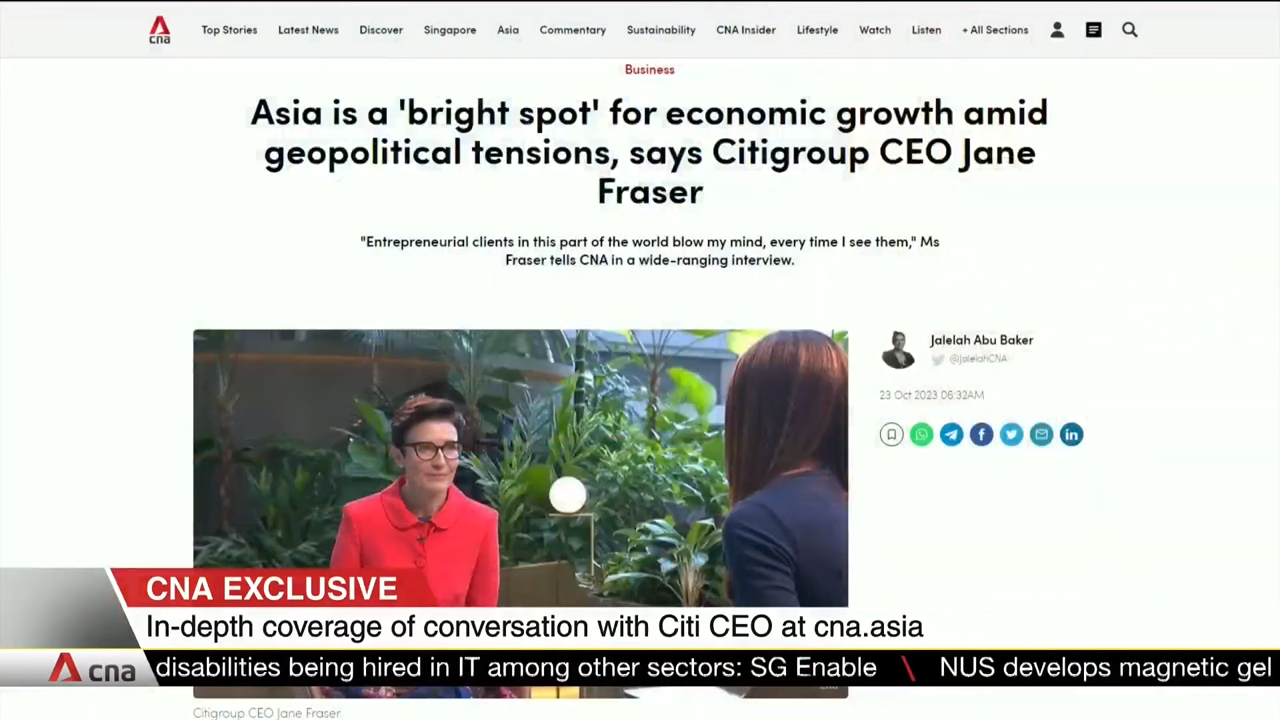 cna
Top Stories
Latest News
Discover
Singapore
Asia
Commentary
Sustainability
CNA Insider
Lifestyle
Watch
Listen
+ All Sections
Business
Asia is a 'bright spot' for economic growth amid
geopolitical tensions, says Citigroup CEO Jane
Fraser
"Entrepreneurial clients in this part of the world blow my mind, every time I see them," Ms
Fraser tells CNA in a wide-ranging interview.
Jalelah Abu Baker
@JalelahCNA
23 Oct 2023 06:32AM
CNA EXCLUSIVE
In-depth coverage of conversation with Citi CEO at cna.asia
cna
disabilities being hired in IT among other sectors: SG Enable \ NUS develops magnetic gel
Citigroup CEO Jane Fraser.